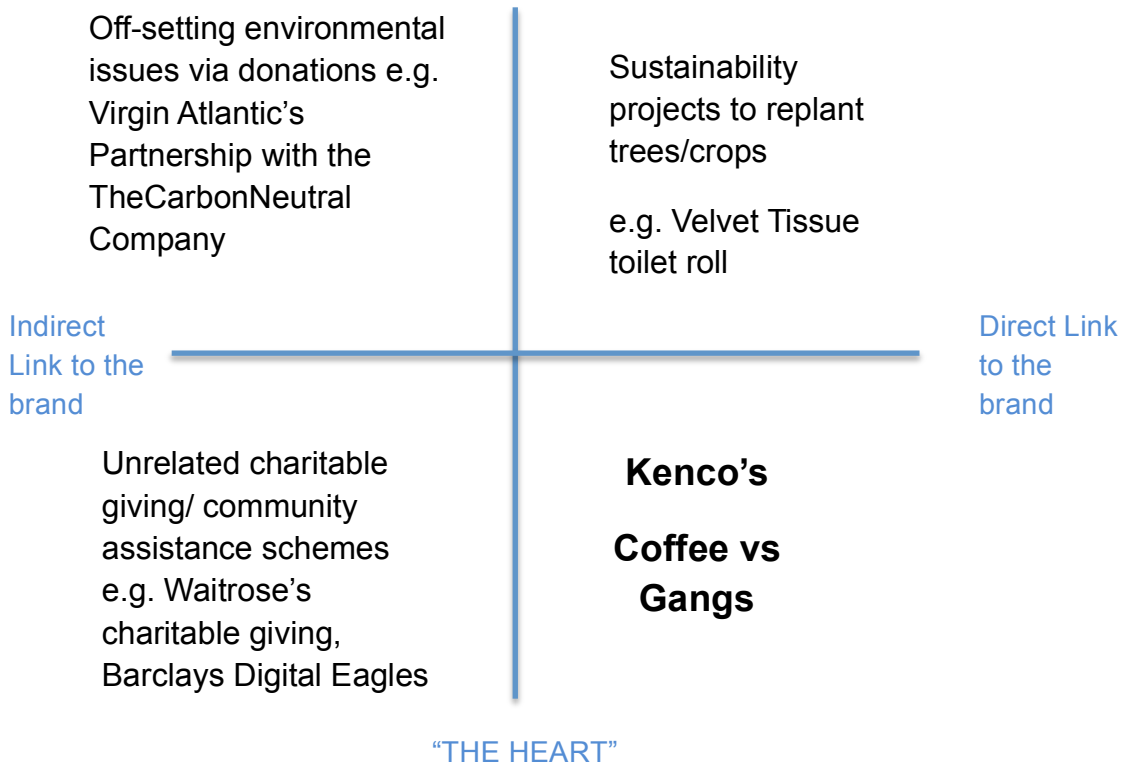 Off-setting environmental
issues via donations e.g.
Virgin Atlantic’s
Partnership with the
TheCarbonNeutral
Company
Sustainability
projects to replant
trees/crops
e.g. Velvet Tissue
toilet roll
Indirect
Link to the
brand
Direct Link
to the
brand
Unrelated charitable
giving/ community
assistance schemes
e.g. Waitrose’s
charitable giving,
Barclays Digital Eagles
Kenco’s
Coffee vs
Gangs
“THE HEART”